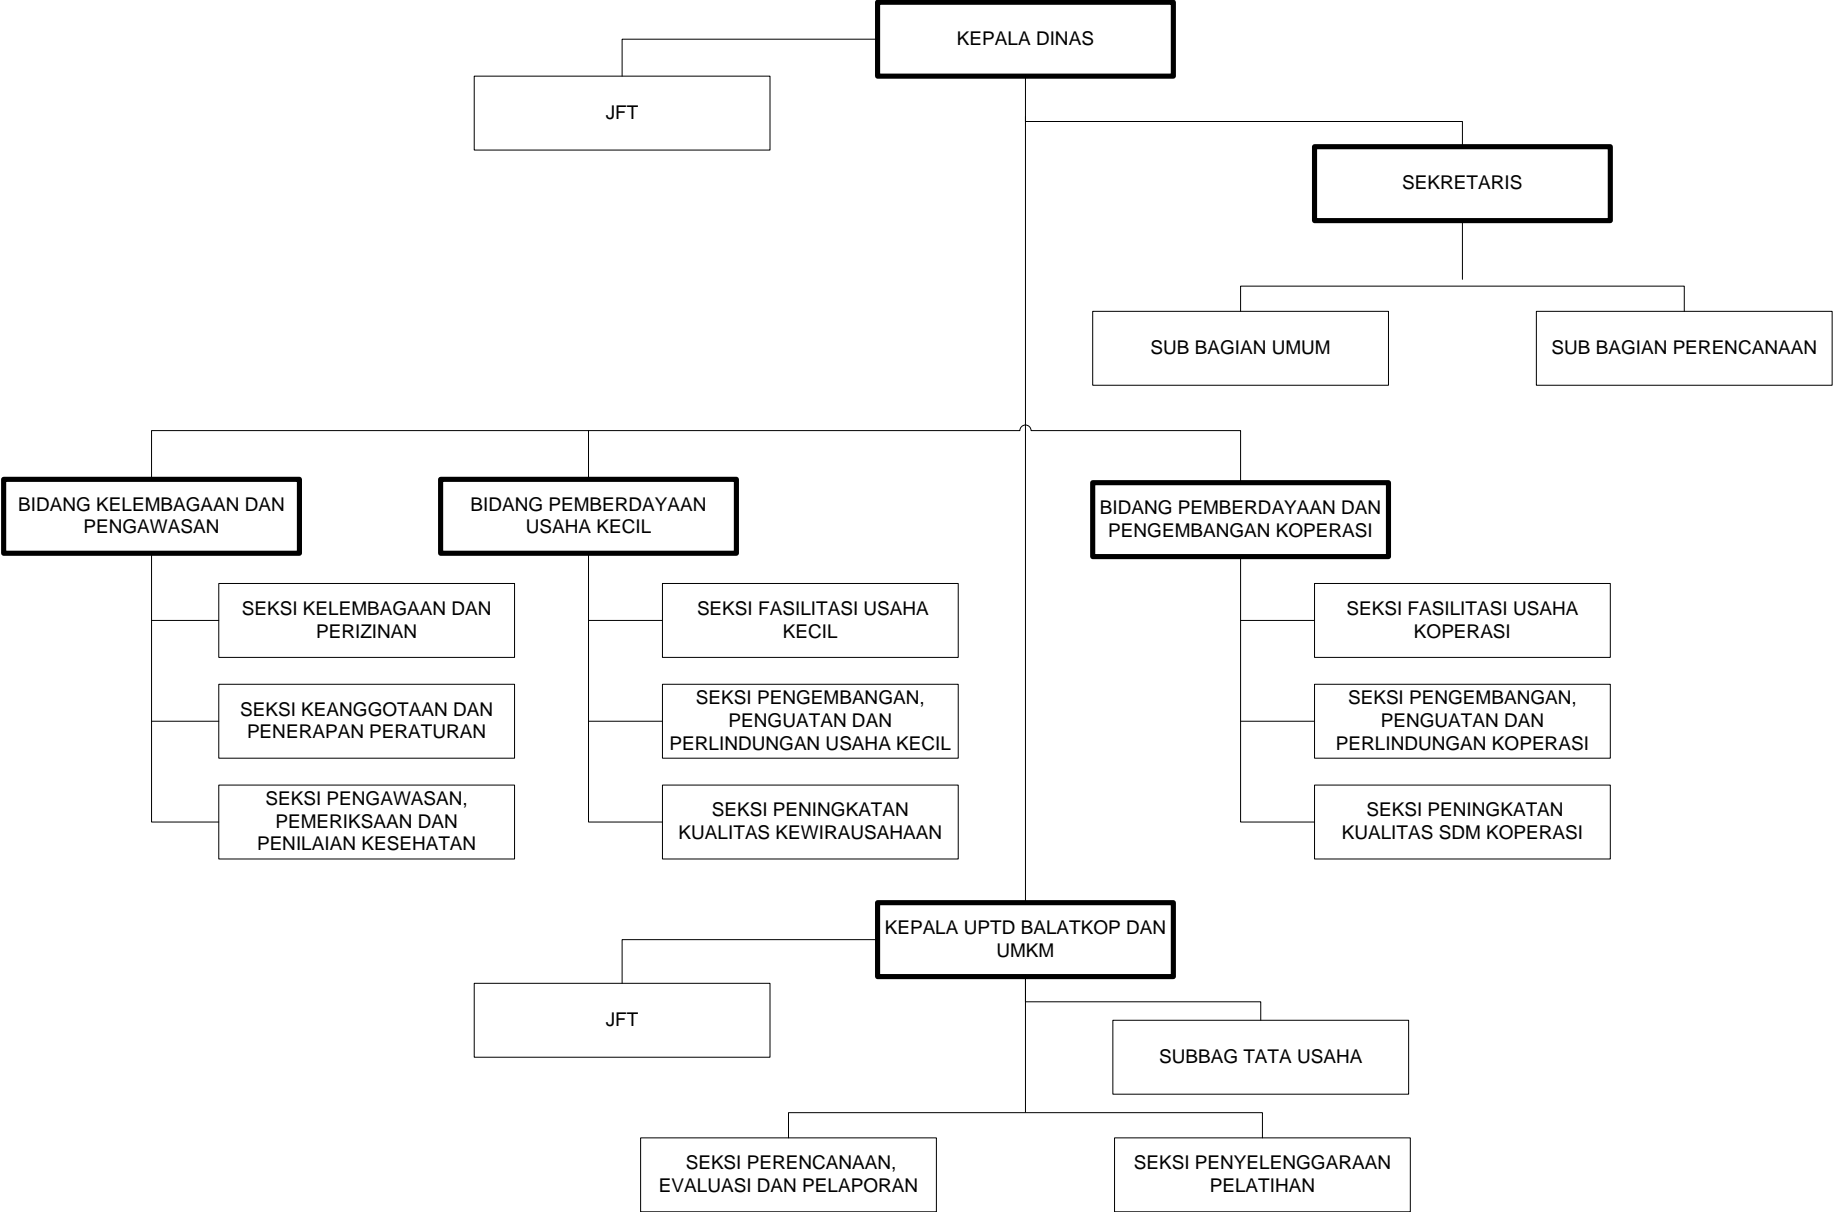 KEPALA DINAS
JFT
SEKRETARIS
SUB BAGIAN UMUM
SUB BAGIAN PERENCANAAN
BIDANG KELEMBAGAAN DAN
PENGAWASAN
BIDANG PEMBERDAYAAN
USAHA KECIL
BIDANG PEMBERDAYAAN DAN
PENGEMBANGAN KOPERASI
SEKSI KELEMBAGAAN DAN
PERIZINAN
SEKSI FASILITASI USAHA
KECIL
SEKSI FASILITASI USAHA
KOPERASI
SEKSI KEANGGOTAAN DAN
PENERAPAN PERATURAN
SEKSI PENGEMBANGAN,
PENGUATAN DAN
PERLINDUNGAN USAHA KECIL
SEKSI PENGEMBANGAN,
PENGUATAN DAN
PERLINDUNGAN KOPERASI
SEKSI PENGAWASAN,
PEMERIKSAAN DAN
PENILAIAN KESEHATAN
SEKSI PENINGKATAN
KUALITAS KEWIRAUSAHAAN
SEKSI PENINGKATAN
KUALITAS SDM KOPERASI
KEPALA UPTD BALATKOP DAN
UMKM
JFT
SUBBAG TATA USAHA
SEKSI PERENCANAAN,
EVALUASI DAN PELAPORAN
SEKSI PENYELENGGARAAN
PELATIHAN